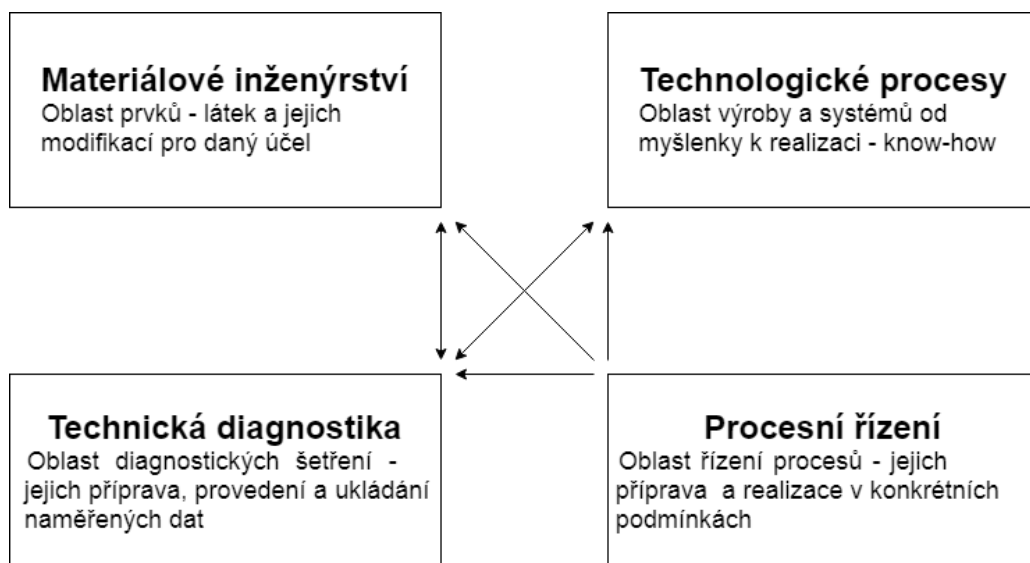 Materiálové inženýrství
Oblast prvků - látek a jejich
modifikací pro daný účel
Technologické procesy
Oblast výroby a systémů od
myšlenky k realizaci - know-how
Technická diagnostika
Oblast diagnostických šetření -
jejich příprava, provedení a ukládání
naměřených dat
Procesní řízení
Oblast řízení procesů - jejich
příprava a realizace v konkrétních
podmínkách